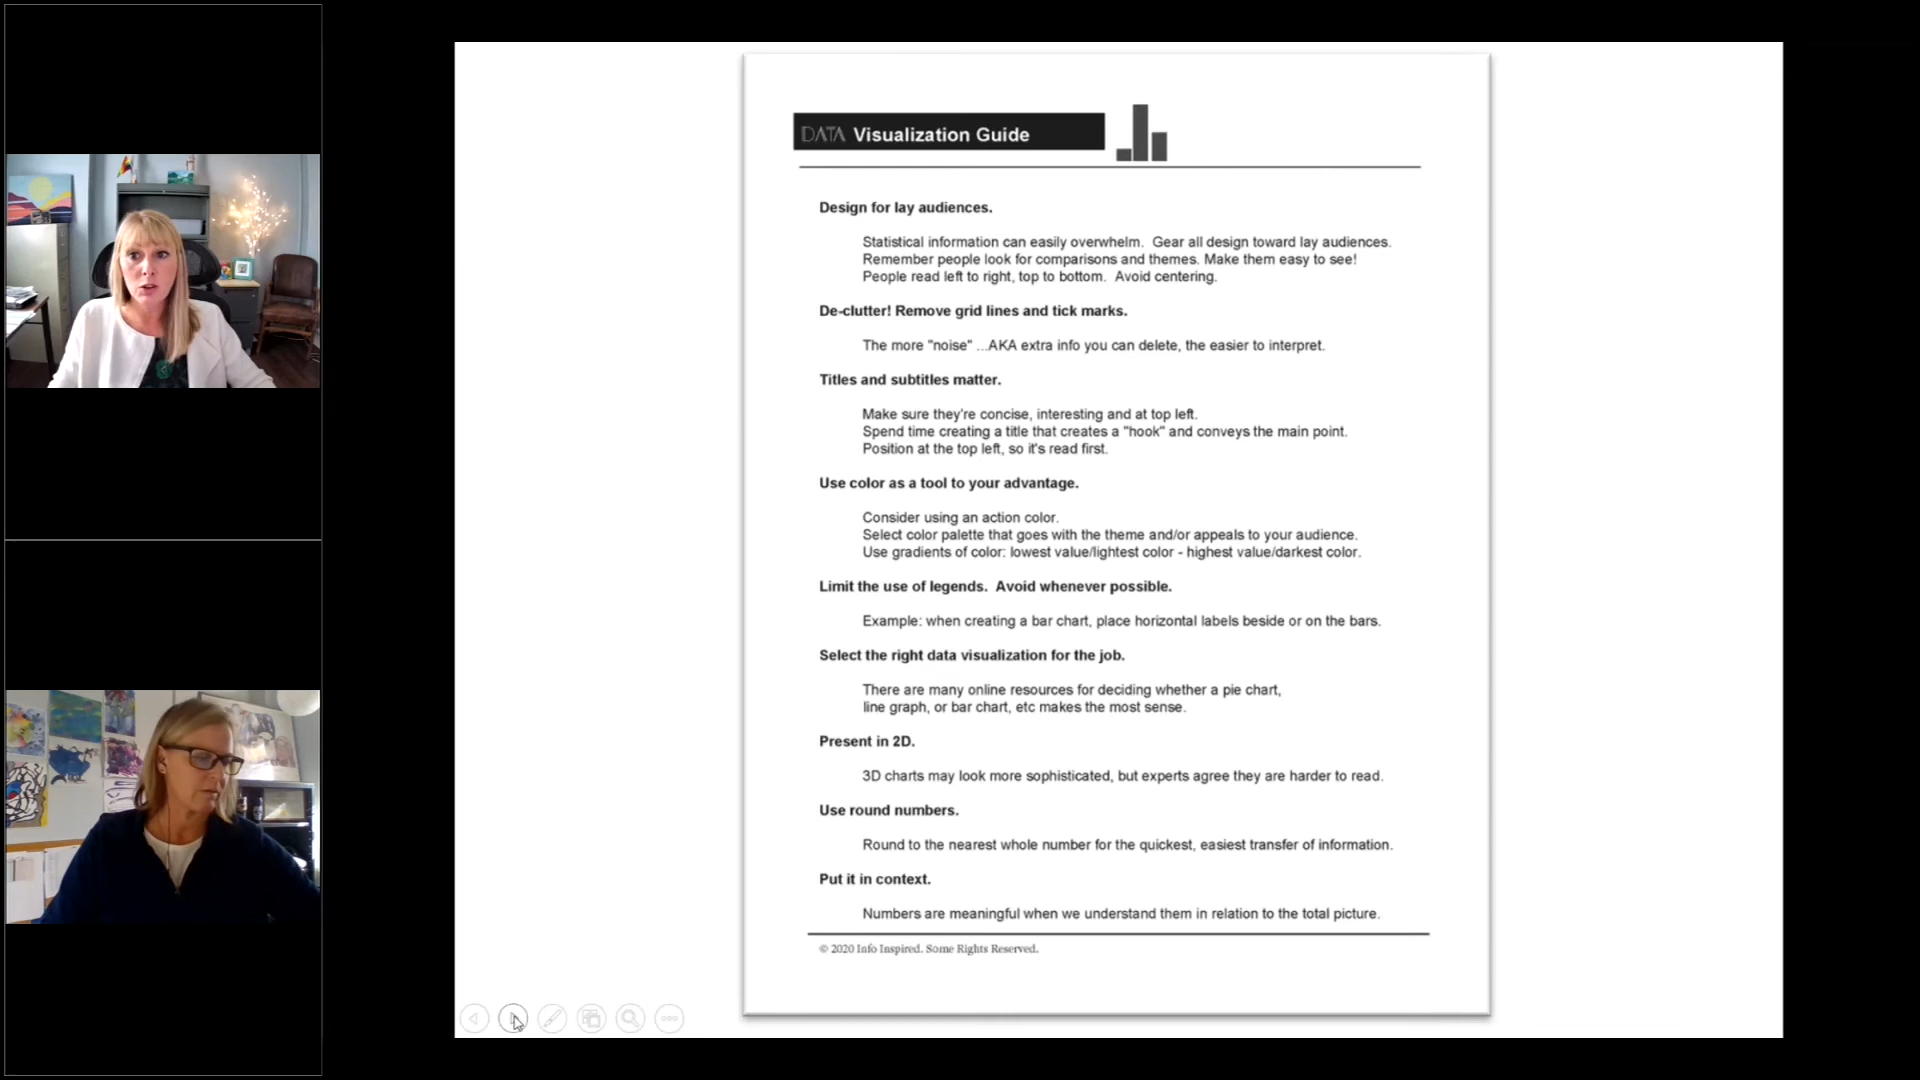 DATA Visualization Guide
Design for lay audiences.
Statistical information can easily overwhelm.  Gear all design toward lay audiences.
Remember people look for comparisons and themes. Make them easy to see!
People read left to right, top to bottom.  Avoid centering.
De-clutter! Remove grid lines and tick marks.
The more "noise" ...AKA extra info you can delete, the easier to interpret.
Titles and subtitles matter.
Make sure they're concise, interesting and at top left.
Spend time creating a title that creates a "hook" and conveys the main point.
Position at the top left, so it's read first.
Use color as a tool to your advantage.
Consider using an action color.
Select color palette that goes with the theme and/or appeals to your audience.
Use gradients of color: lowest value/lightest color - highest value/darkest color.
Limit the use of legends.  Avoid whenever possible.
Example: when creating a bar chart, place horizontal labels beside or on the bars.
Select the right data visualization for the job.
There are many online resources for deciding whether a pie chart,
line graph, or bar chart, etc makes the most sense.
Present in 2D.
3D charts may look more sophisticated, but experts agree they are harder to read.
Use round numbers.
Round to the nearest whole number for the quickest, easiest transfer of information.
Put it in context.
Numbers are meaningful when we understand them in relation to the total picture.
© 2020 Info Inspired. Some Rights Reserved.